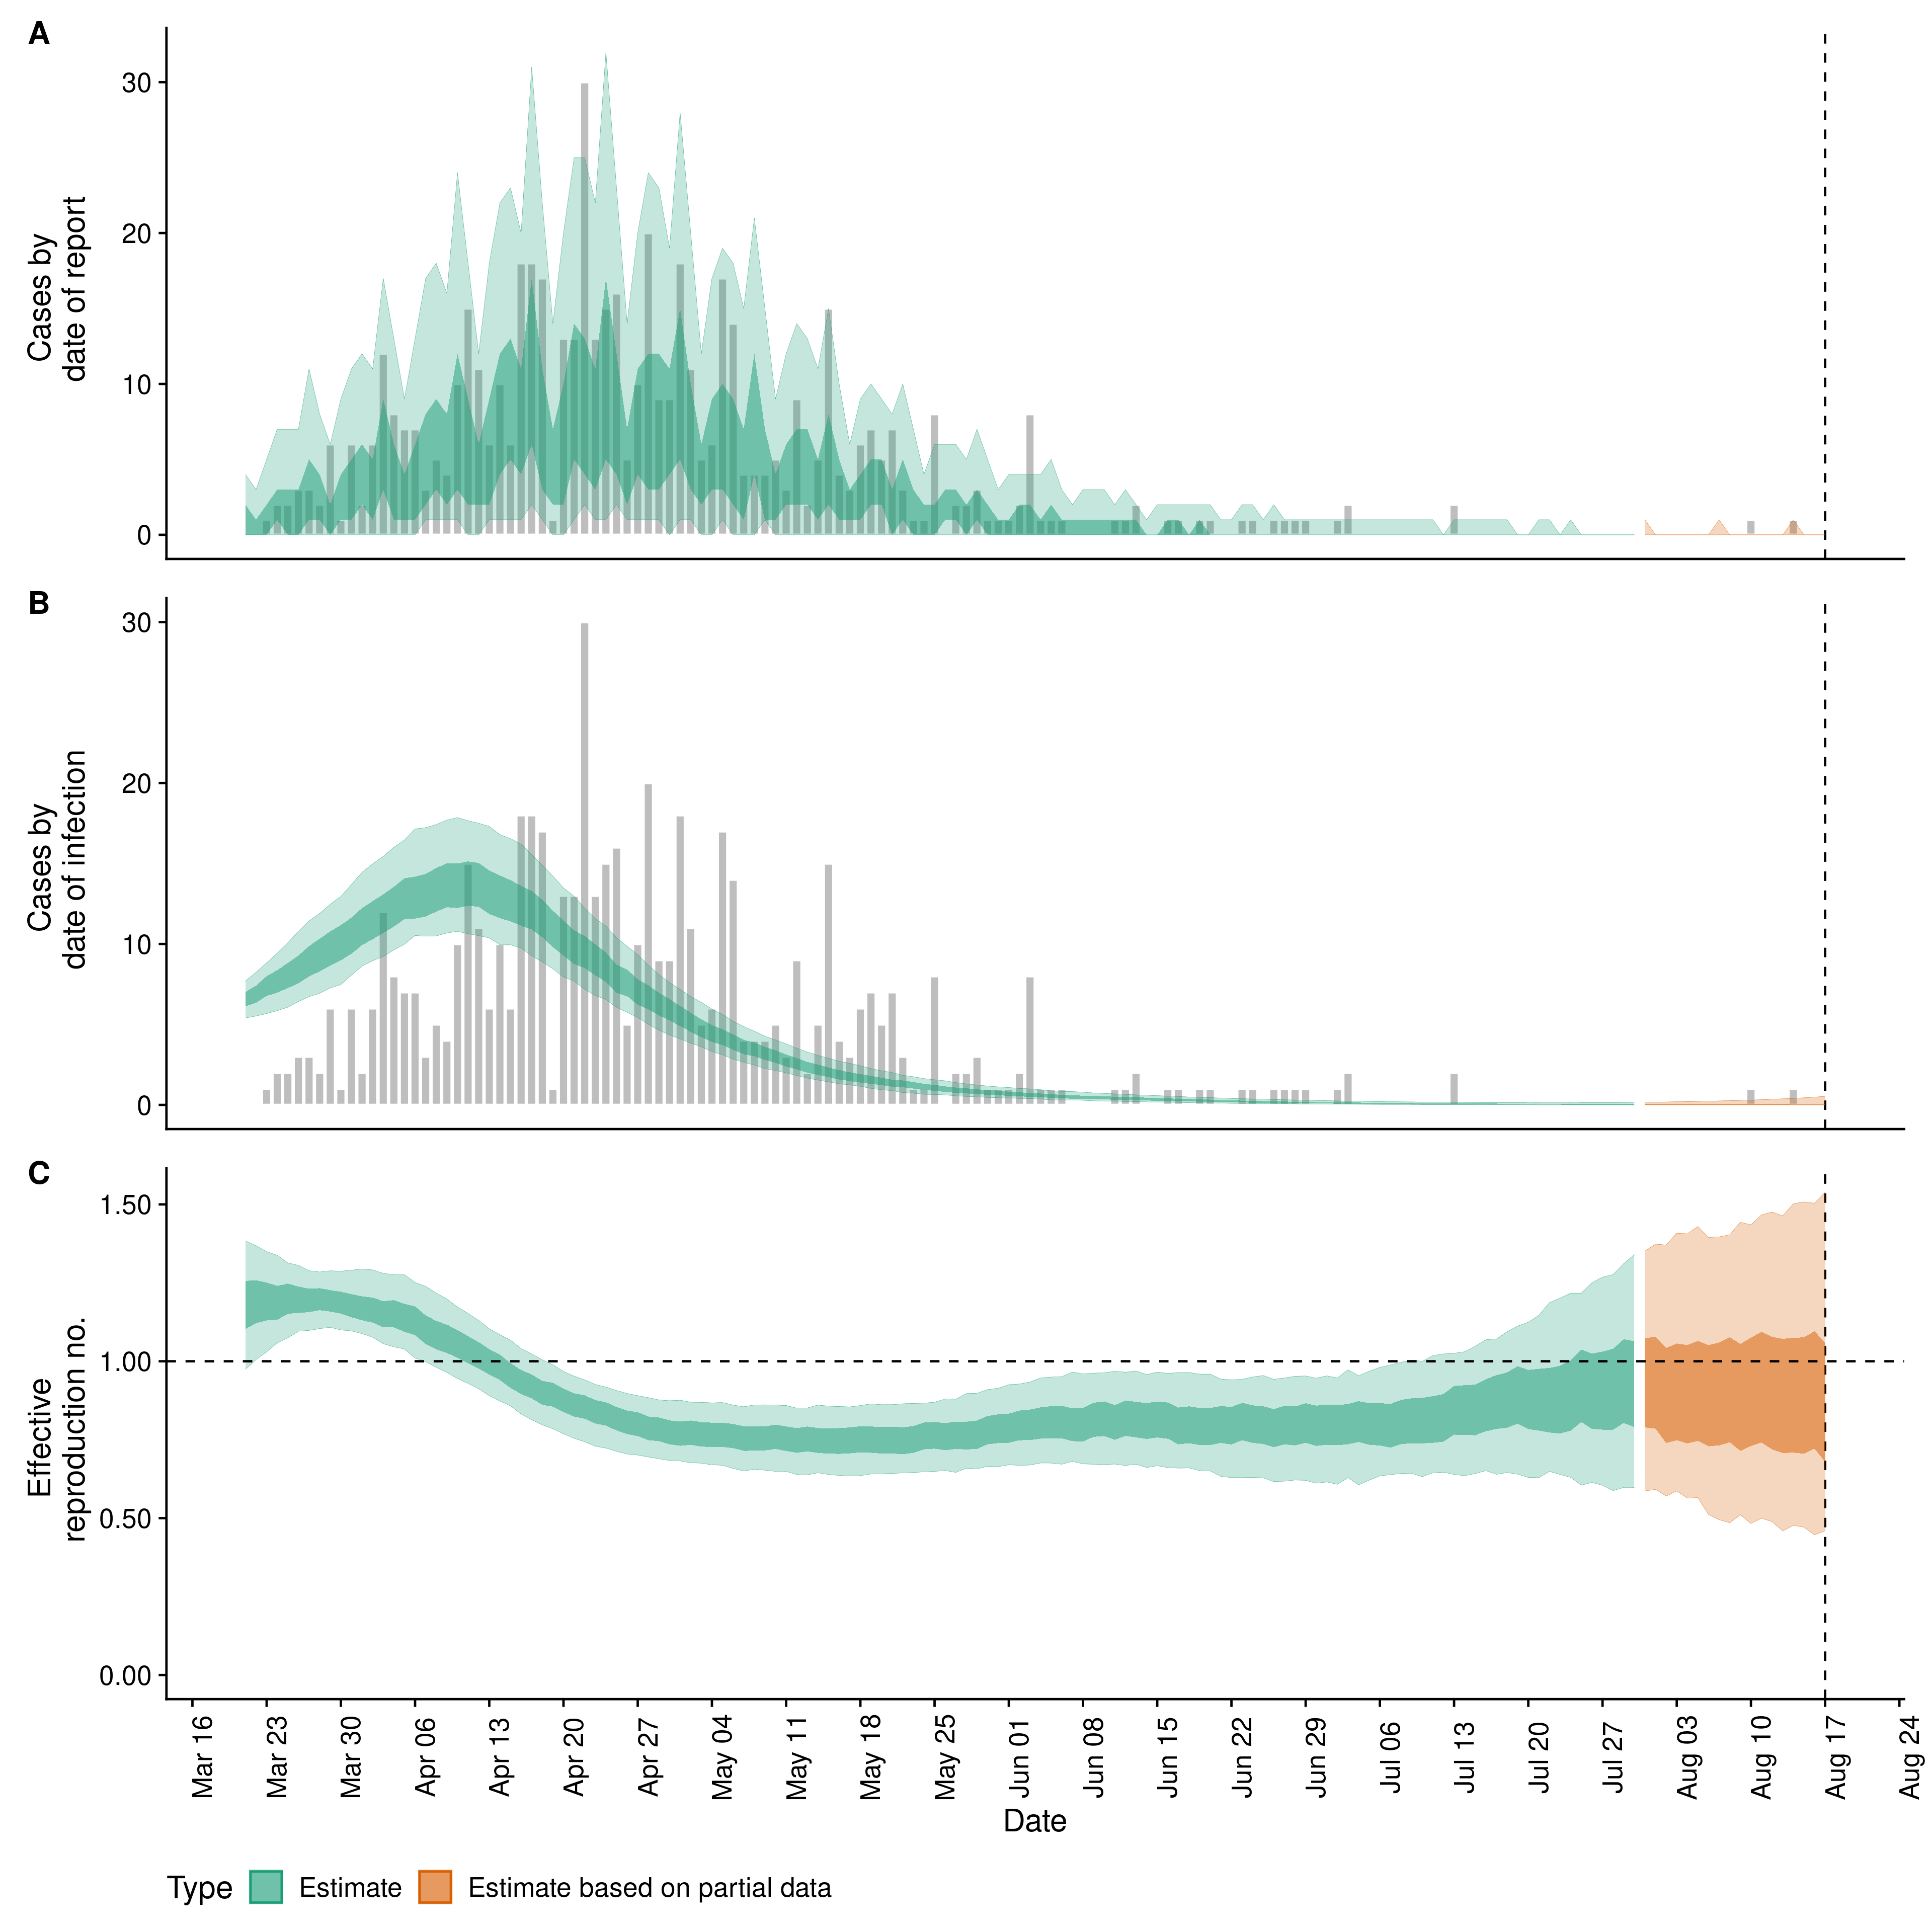 A
30
20
10
0
Cases by
date of report
B
30
20
10
0
Cases by
date of infection
C
1.50
1.00
0.50
0.00
Effective
reproduction no.
Mar 16
Mar 23
Mar 30
Apr 06
Apr 13
Apr 20
Apr 27
May 04
May 11
May 18
May 25
Jun 01
Jun 08
Jun 15
Jun 22
Jun 29
Jul 06
Jul 13
Jul 20
Jul 27
Aug 03
Aug 10
Aug 17
Aug 24
Date
Type Estimate Estimate based on partial data